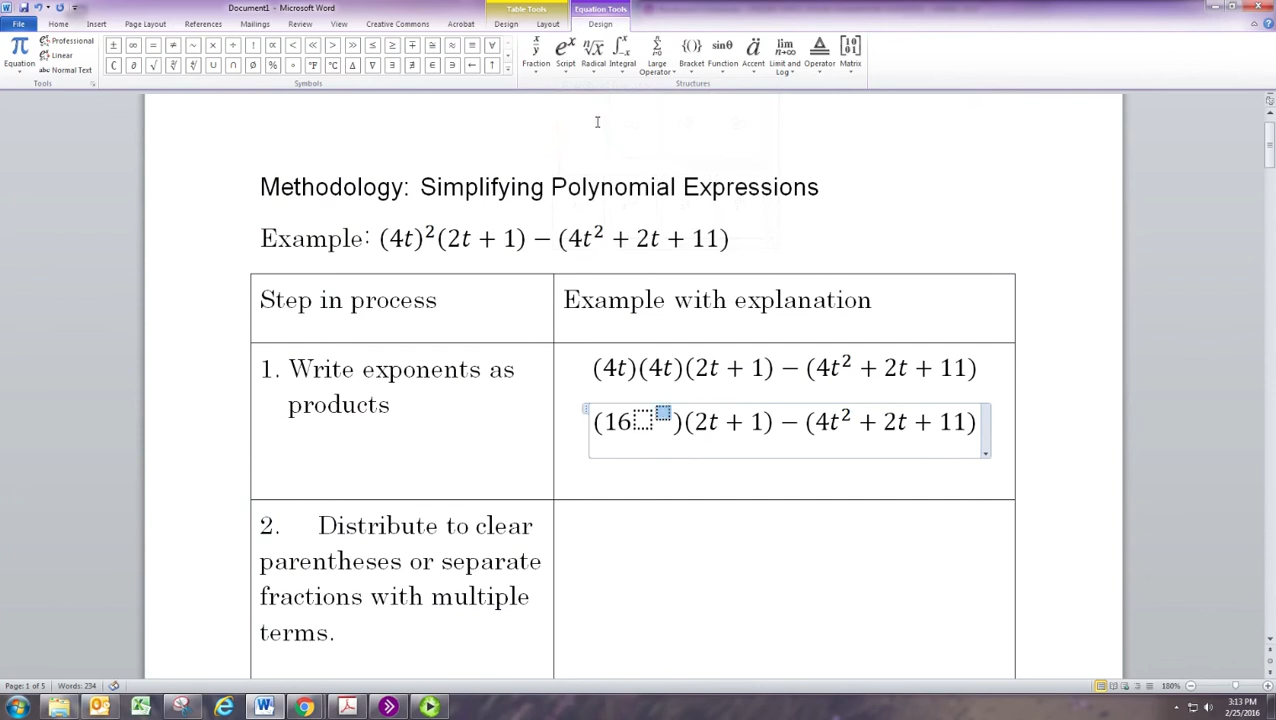 Document1 - Microsoft Word
Table Tools
Equation Tools
File Home Insert Page Layout References Mailings Review View Creative Commons Acrobat Design Layout Design
Equation
Professional
Linear
Normal Text
± ∞ = ≠ ~ × ÷ ! ∝ < ≪ > ≫ ≤ ≥ ∓ ≅ ≈ ≡ ∀
∁ ∂ √ ∛ ∜ ∪ ∩ ∅ % ° °F °C ∆ ∇ ∃ ∄ ∈ ∋ ← ↑
Fraction Script Radical Integral Large Operator Bracket Function Accent Limit and Log Operator Matrix
Tools Symbols Structures
Methodology: Simplifying Polynomial Expressions
Example: (4t)²(2t + 1) − (4t² + 2t + 11)
Step in process
Example with explanation
1. Write exponents as
products
(4t)(4t)(2t + 1) − (4t² + 2t + 11)
(16 )(2t + 1) − (4t² + 2t + 11)
2. Distribute to clear
parentheses or separate
fractions with multiple
terms.
Page: 1 of 5 Words: 234
180%
3:13 PM
2/25/2016